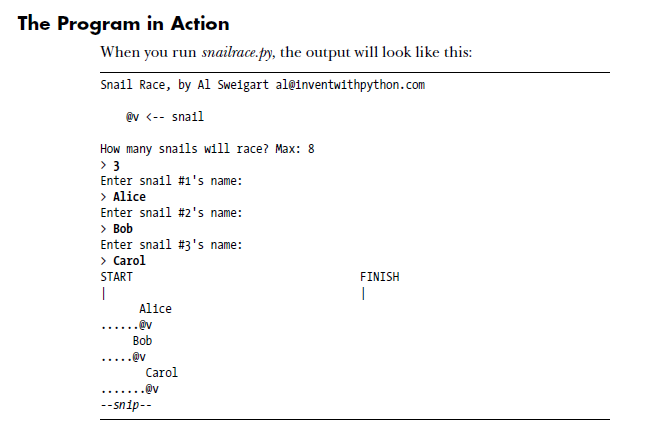 The Program in Action
When you run snailrace.py, the output will look like this:
Snail Race, by Al Sweigart al@inventwithpython.com
@v <-- snail
How many snails will race? Max: 8
> 3
Enter snail #1's name:
> Alice
Enter snail #2's name:
> Bob
Enter snail #3's name:
> Carol
START FINISH
| |
Alice
......@v
Bob
.....@v
Carol
.......@v
--snip--